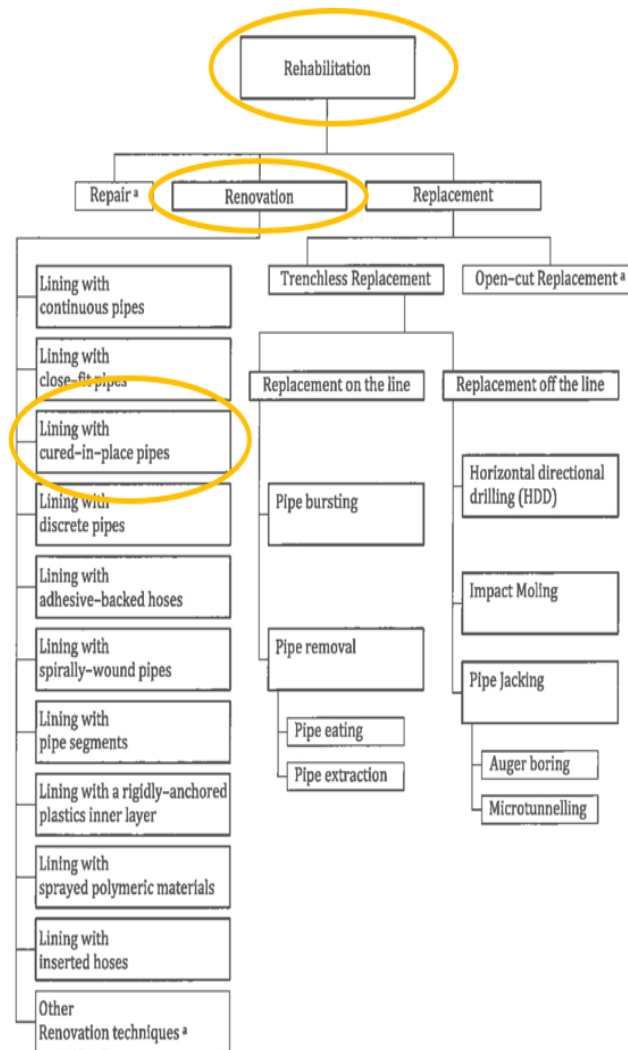 Rehabilitation
Repair a
Renovation
Replacement
Trenchless Replacement
Open-cut Replacement a
Lining with
continuous pipes
Lining with
close-fit pipes
Lining with
cured-in-place pipes
Lining with
discrete pipes
Lining with
adhesive-backed hoses
Lining with
spirally-wound pipes
Lining with
pipe segments
Lining with a rigidly-anchored
plastics inner layer
Lining with
sprayed polymeric materials
Lining with
inserted hoses
Other
Renovation techniques a
Replacement on the line
Pipe bursting
Pipe removal
Pipe eating
Pipe extraction
Replacement off the line
Horizontal directional
drilling (HDD)
Impact Moling
Pipe Jacking
Auger boring
Microtunnelling